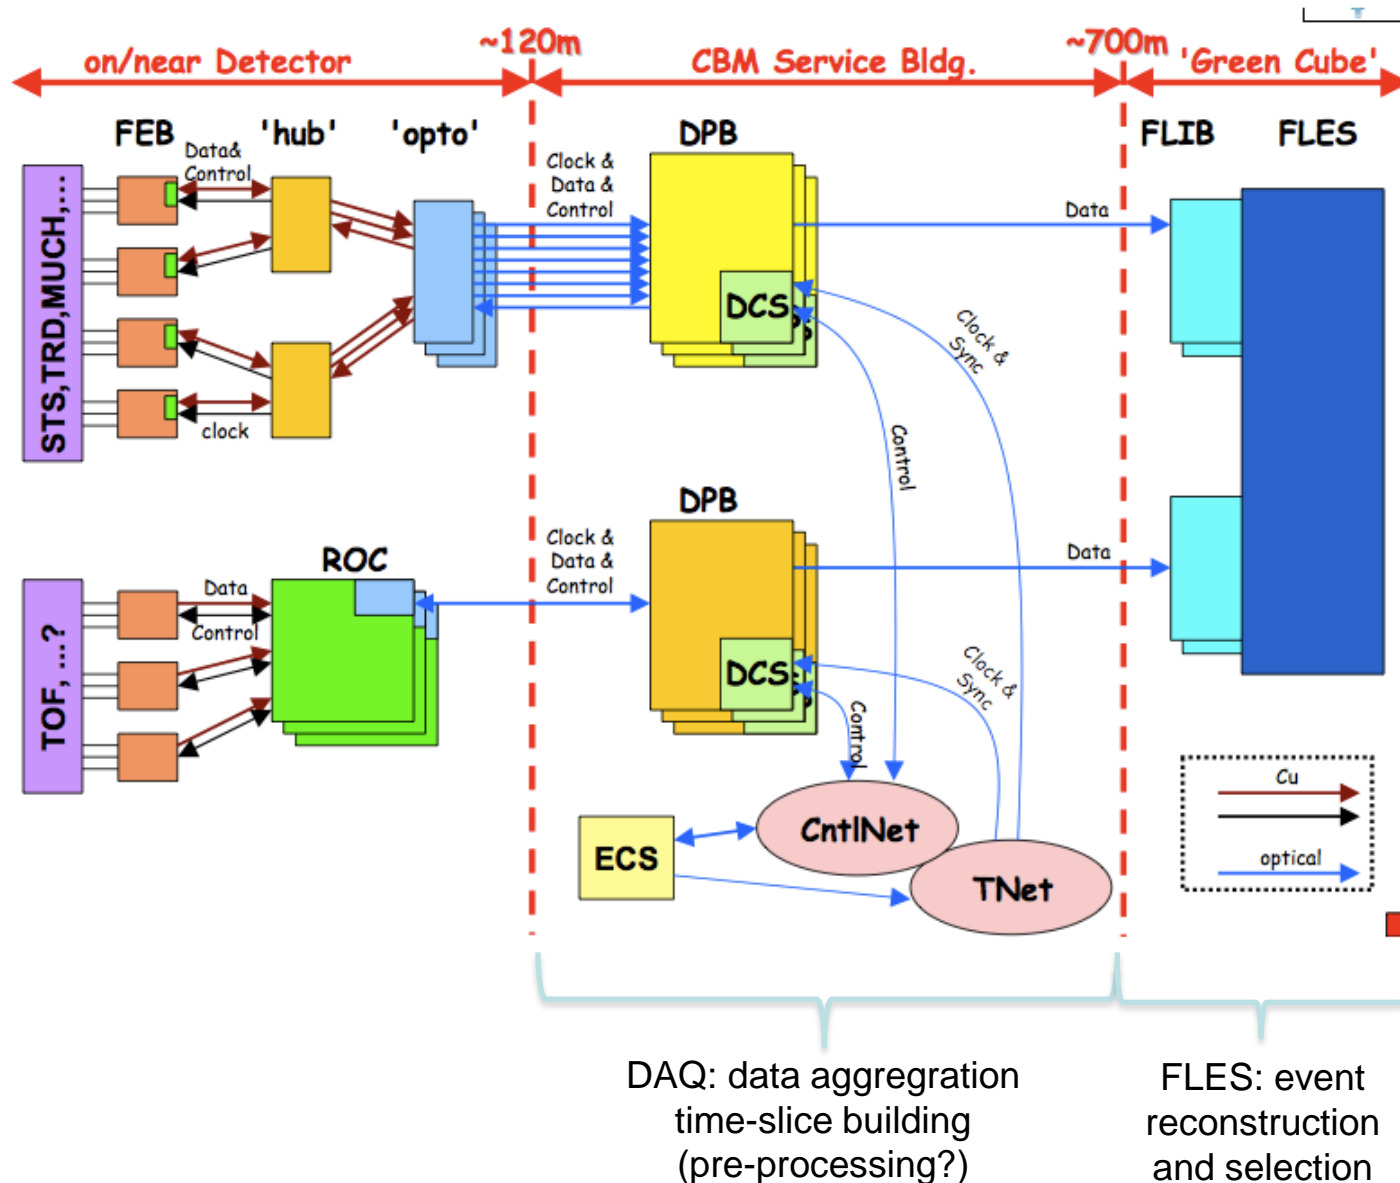 ~120m
~700m
on/near Detector
CBM Service Bldg.
'Green Cube'
FEB
'hub'
'opto'
DPB
FLIB
FLES
Data&
Control
Clock &
Data &
Control
Data
STS,TRD,MUCH,...
DCS
Clock &
Sync
clock
Control
DPB
ROC
Clock &
Data &
Control
Data
Data
Control
TOF, ...?
DCS
Clock &
Sync
Control
Cu
optical
CntlNet
ECS
TNet
DAQ: data aggregration
time-slice building
(pre-processing?)
FLES: event
reconstruction
and selection